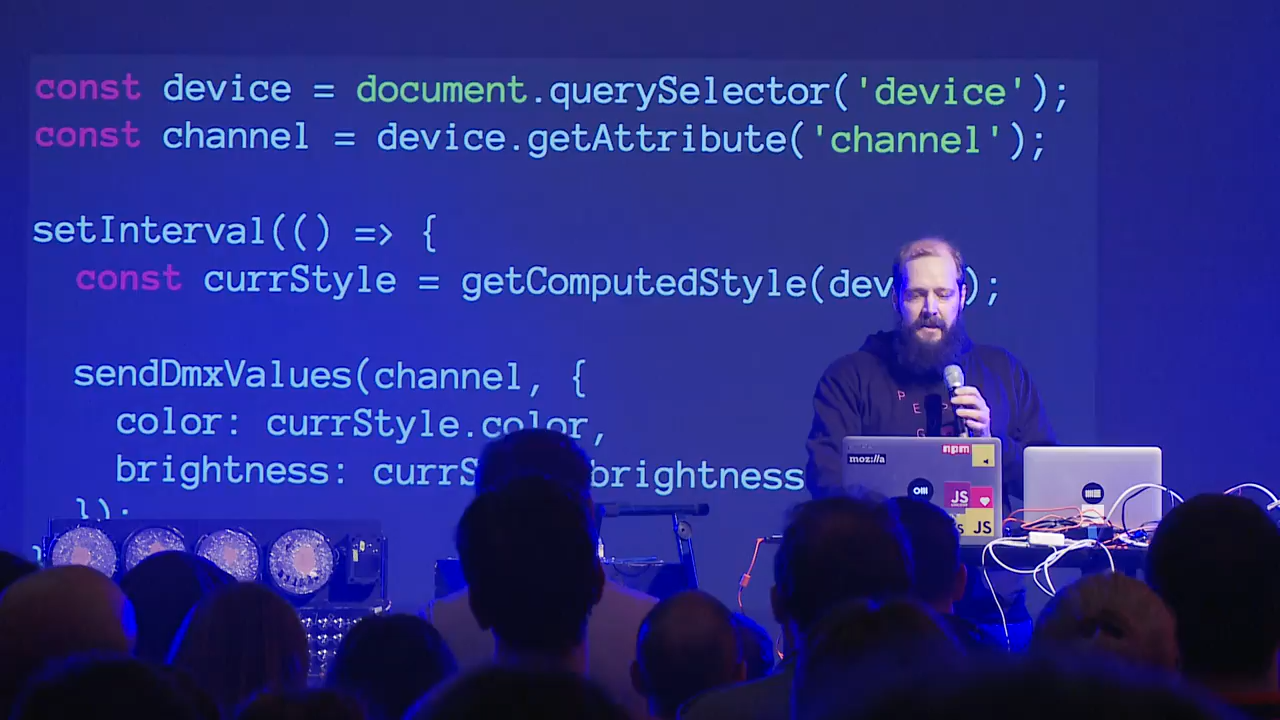 const device = document.querySelector('device');
const channel = device.getAttribute('channel');
setInterval(() => {
const currStyle = getComputedStyle(dev );
sendDmxValues(channel, {
color: currStyle.color,
brightness: currS brightness
});
P
E P
G
npm
moz://a
JS
JS